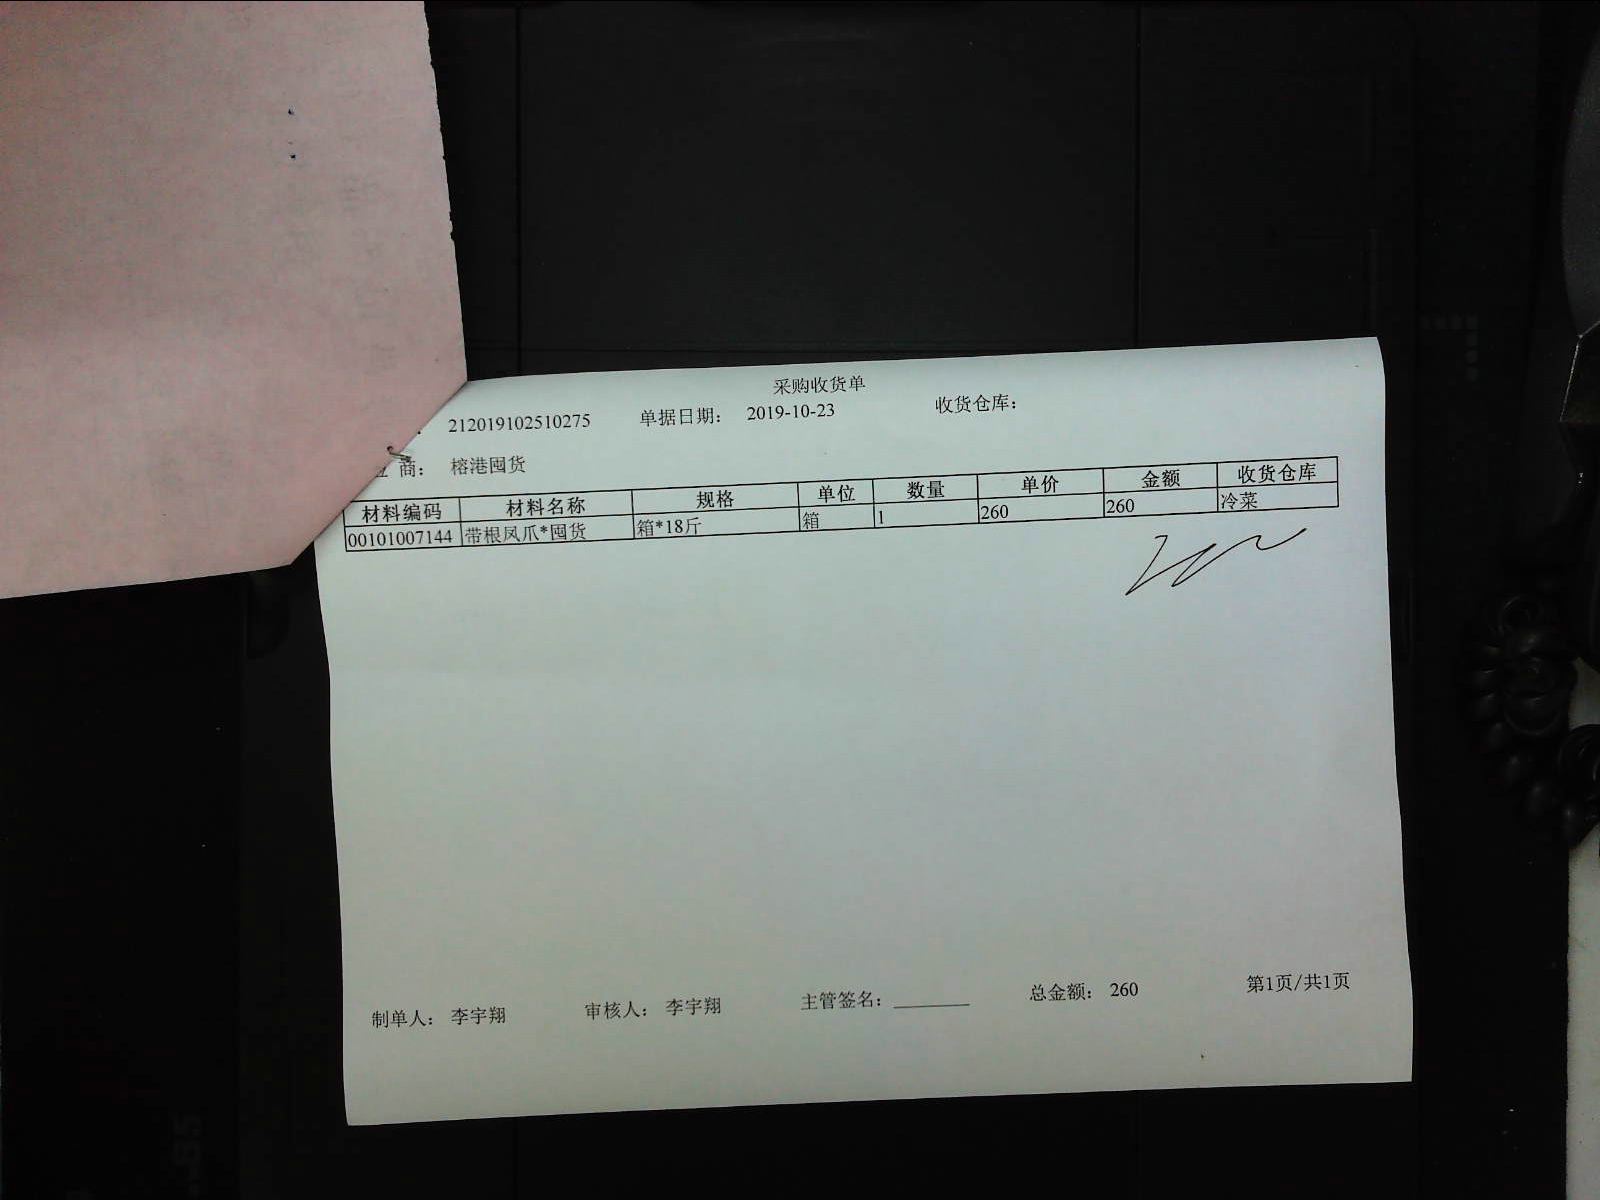 采购收货单
212019102510275 单据日期: 2019-10-23 收货仓库:
商: 榕港囤货
材料编码 材料名称 规格 单位 数量 单价 金额 收货仓库
00101007144 带根凤爪*囤货 箱*18斤 箱 1 260 260 冷菜
制单人: 李宇翔 审核人: 李宇翔 主管签名: ________ 总金额: 260 第1页/共1页